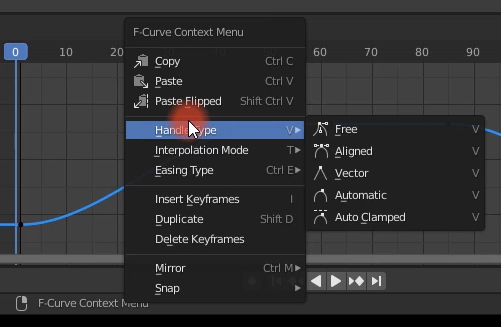 F-Curve Context Menu
0 10 20 60 70 80 90
Copy Ctrl C
Paste Ctrl V
Paste Flipped Shift Ctrl V
Handle Type V
Free V
Interpolation Mode T
Aligned V
Easing Type Ctrl E
Vector V
Automatic V
Insert Keyframes I
Auto Clamped V
Duplicate Shift D
Delete Keyframes
Mirror Ctrl M
Snap
F-Curve Context Menu